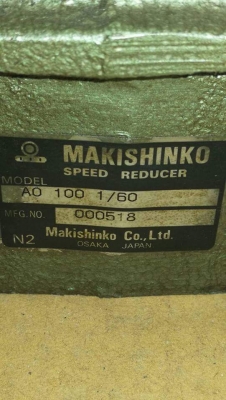 MAKISHINKO
SPEED REDUCER
MODEL AO 100 1/60
MFG.NO. 000518
N2 Makishinko Co.,Ltd.
OSAKA JAPAN